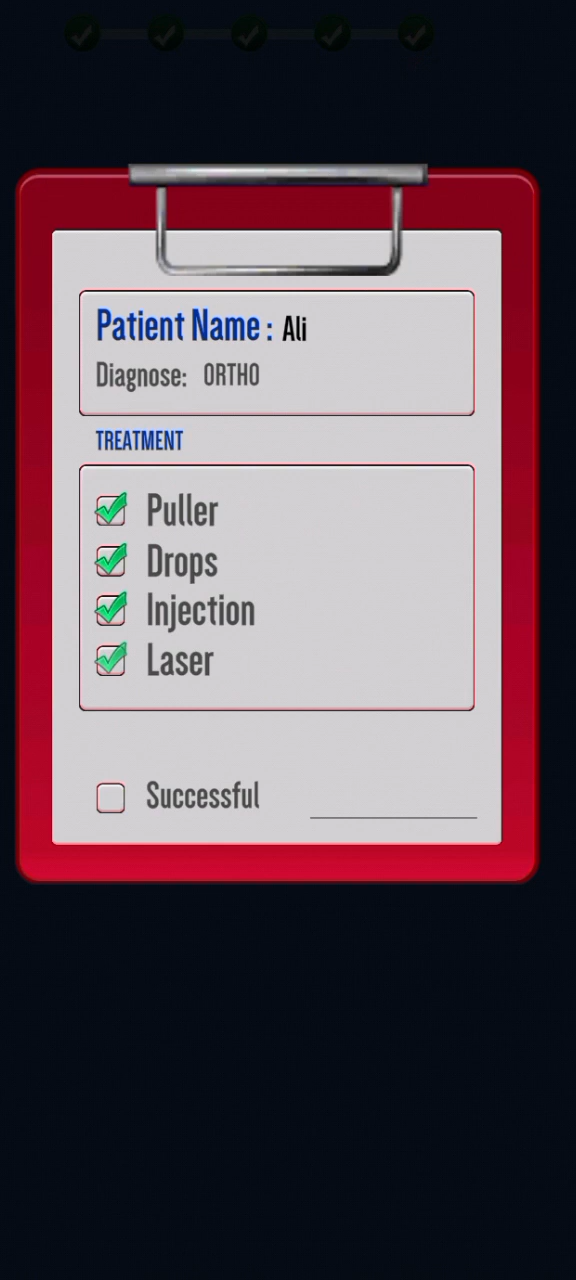 Patient Name : Ali
Diagnose: ORTHO
TREATMENT
Puller
Drops
Injection
Laser
Successful